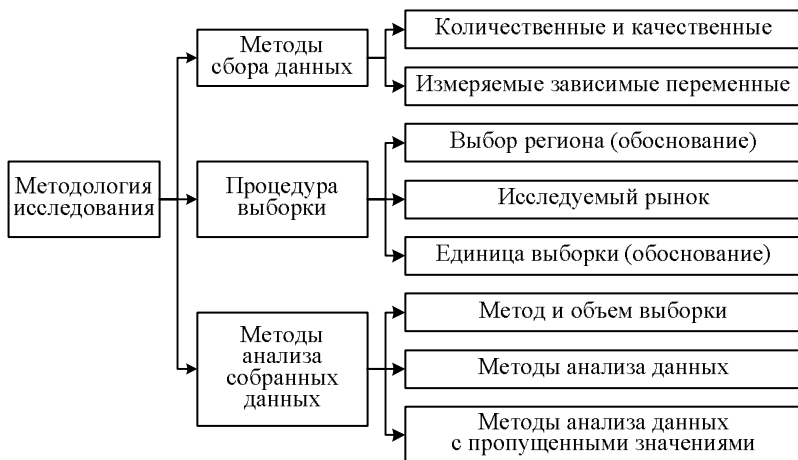 Методология
исследования
Методы
сбора данных
Количественные и качественные
Измеряемые зависимые переменные
Процедура
выборки
Выбор региона (обоснование)
Исследуемый рынок
Единица выборки (обоснование)
Методы
анализа
собранных
данных
Метод и объем выборки
Методы анализа данных
Методы анализа данных
с пропущенными значениями